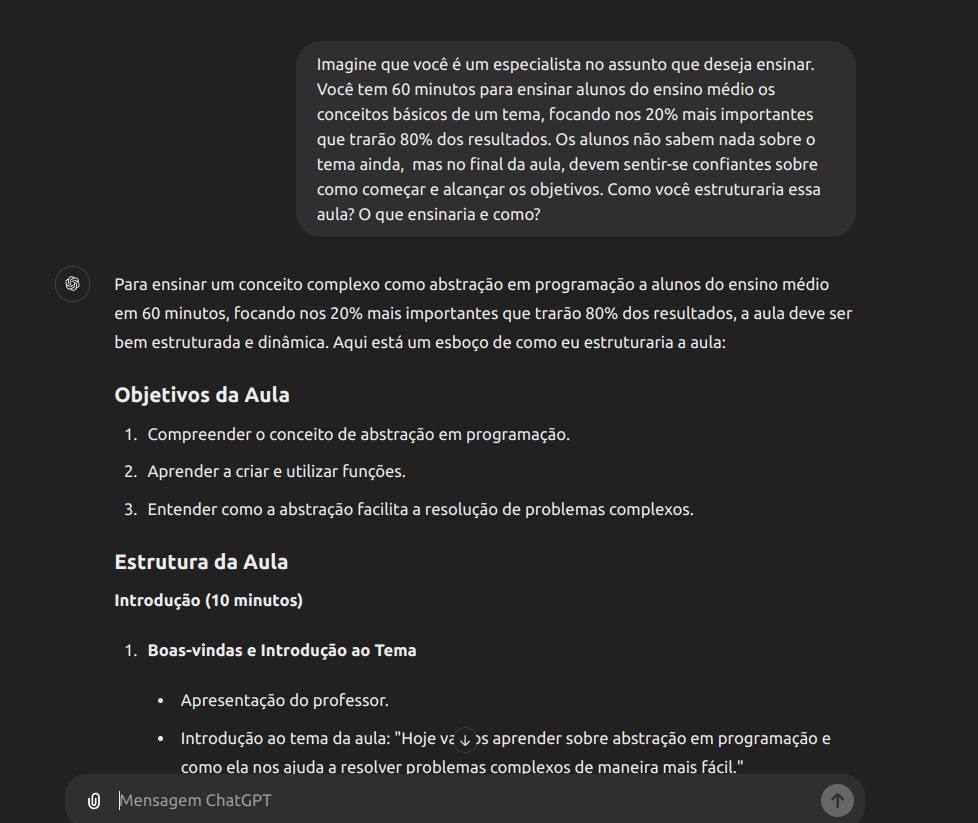 Imagine que você é um especialista no assunto que deseja ensinar.
Você tem 60 minutos para ensinar alunos do ensino médio os
conceitos básicos de um tema, focando nos 20% mais importantes
que trarão 80% dos resultados. Os alunos não sabem nada sobre o
tema ainda,  mas no final da aula, devem sentir-se confiantes sobre
como começar e alcançar os objetivos. Como você estruturaria essa
aula? O que ensinaria e como?
Para ensinar um conceito complexo como abstração em programação a alunos do ensino médio
em 60 minutos, focando nos 20% mais importantes que trarão 80% dos resultados, a aula deve ser
bem estruturada e dinâmica. Aqui está um esboço de como eu estruturaria a aula:
Objetivos da Aula
1. Compreender o conceito de abstração em programação.
2. Aprender a criar e utilizar funções.
3. Entender como a abstração facilita a resolução de problemas complexos.
Estrutura da Aula
Introdução (10 minutos)
1. Boas-vindas e Introdução ao Tema
• Apresentação do professor.
• Introdução ao tema da aula: "Hoje vamos aprender sobre abstração em programação e
como ela nos ajuda a resolver problemas complexos de maneira mais fácil."
Mensagem ChatGPT